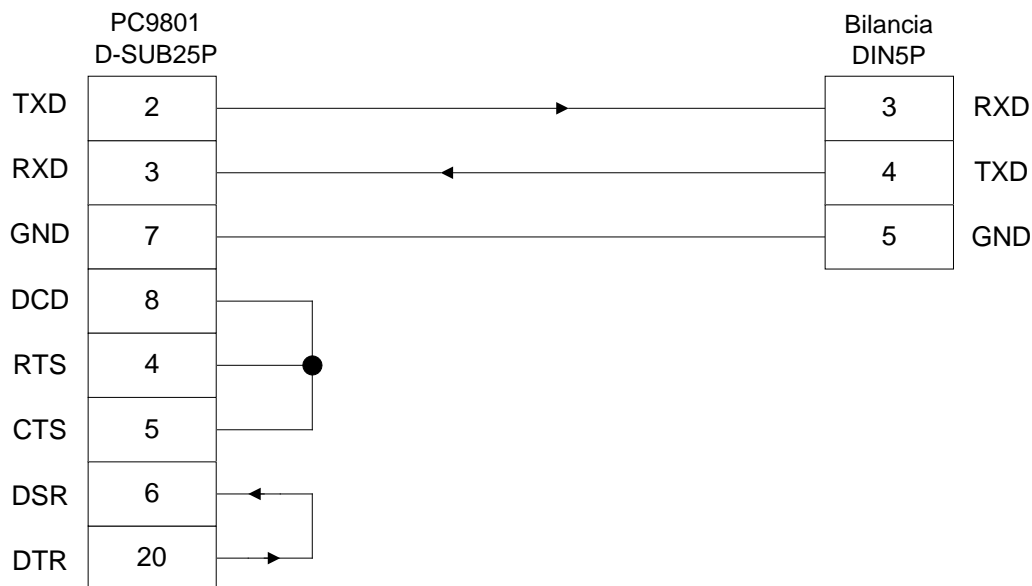 PC9801
D-SUB25P
Bilancia
DIN5P
TXD 2 3 RXD
RXD 3 4 TXD
GND 7 5 GND
DCD 8
RTS 4
CTS 5
DSR 6
DTR 20